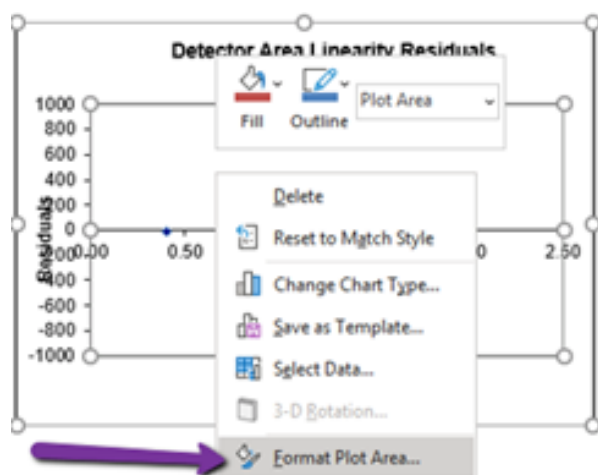 Detector Area Linearity Residuals
Fill
Outline
Plot Area
1000
800
600
400
200
0
-600
-800
-1000
Residuals
0.50
0
2.50
Delete
Reset to Match Style
Change Chart Type...
Save as Template...
Select Data...
3-D Rotation...
Format Plot Area...